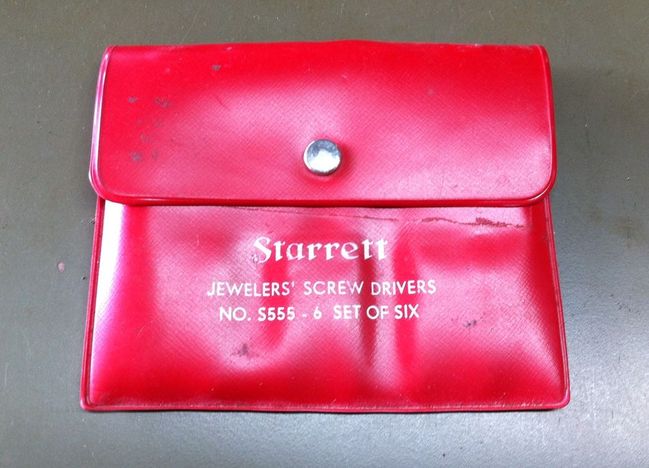 Starrett
JEWELERS' SCREW DRIVERS
NO. S555 - 6 SET OF SIX